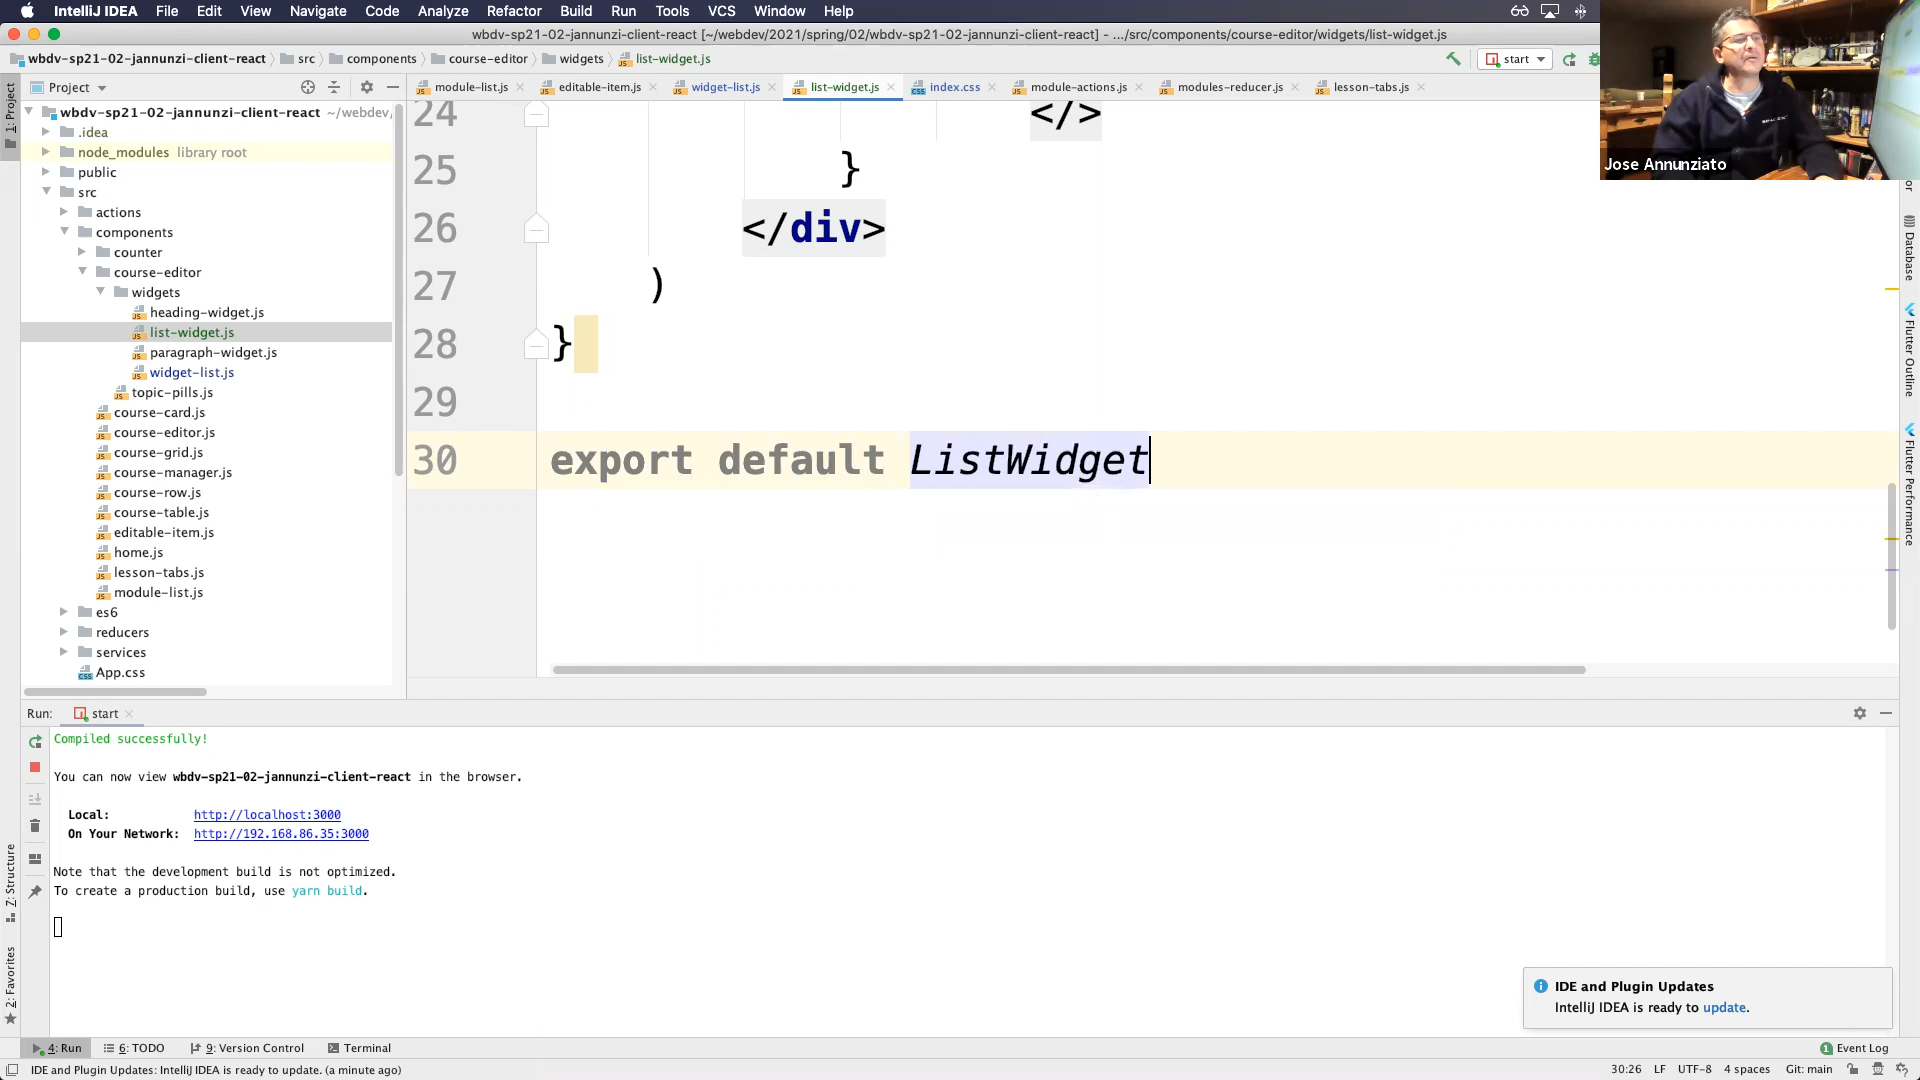 IntelliJ IDEA File Edit View Navigate Code Analyze Refactor Build Run Tools VCS Window Help
wbdv-sp21-02-jannunzi-client-react [~/webdev/2021/spring/02/wbdv-sp21-02-jannunzi-client-react] - .../src/components/course-editor/widgets/list-widget.js
wbdv-sp21-02-jannunzi-client-react src components course-editor widgets list-widget.js start
Project module-list.js editable-item.js widget-list.js list-widget.js index.css module-actions.js modules-reducer.js lesson-tabs.js
Jose Annunziato
1: Project
wbdv-sp21-02-jannunzi-client-react ~/webdev/
.idea
node_modules library root
public
src
actions
components
counter
course-editor
widgets
heading-widget.js
list-widget.js
paragraph-widget.js
widget-list.js
topic-pills.js
course-card.js
course-editor.js
course-grid.js
course-manager.js
course-row.js
course-table.js
editable-item.js
home.js
lesson-tabs.js
module-list.js
es6
reducers
services
App.css
24 </>
25 }
26 </div>
27 )
28 }
29
30 export default ListWidget
Database
Flutter Outline
Flutter Performance
Run: start
Compiled successfully!
You can now view wbdv-sp21-02-jannunzi-client-react in the browser.
Local: http://localhost:3000
On Your Network: http://192.168.86.35:3000
Note that the development build is not optimized.
To create a production build, use yarn build.
7: Structure
2: Favorites
IDE and Plugin Updates
IntelliJ IDEA is ready to update.
4: Run 6: TODO 9: Version Control Terminal 1 Event Log
IDE and Plugin Updates: IntelliJ IDEA is ready to update. (a minute ago) 30:26 LF UTF-8 4 spaces Git: main